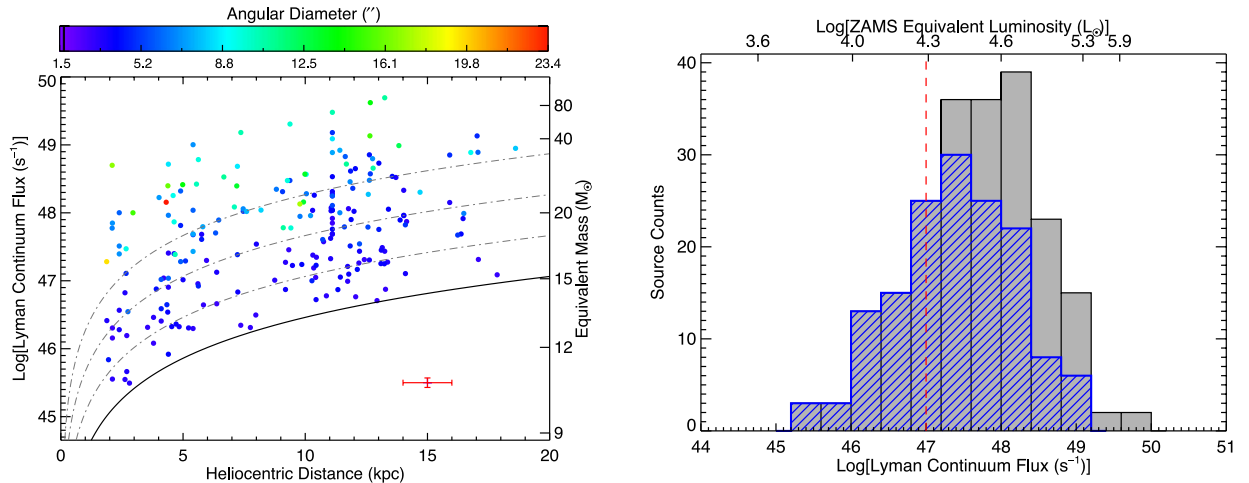 Angular Diameter (″)
1.5 5.2 8.8 12.5 16.1 19.8 23.4
Log[Lyman Continuum Flux (s⁻¹)]
50
49
48
47
46
45
80
40
20
15
12
9
Equivalent Mass (M⊙)
0 5 10 15 20
Heliocentric Distance (kpc)
Log[ZAMS Equivalent Luminosity (L⊙)]
3.6 4.0 4.3 4.6 5.3 5.9
Source Counts
40
30
20
10
0
44 45 46 47 48 49 50 51
Log[Lyman Continuum Flux (s⁻¹)]